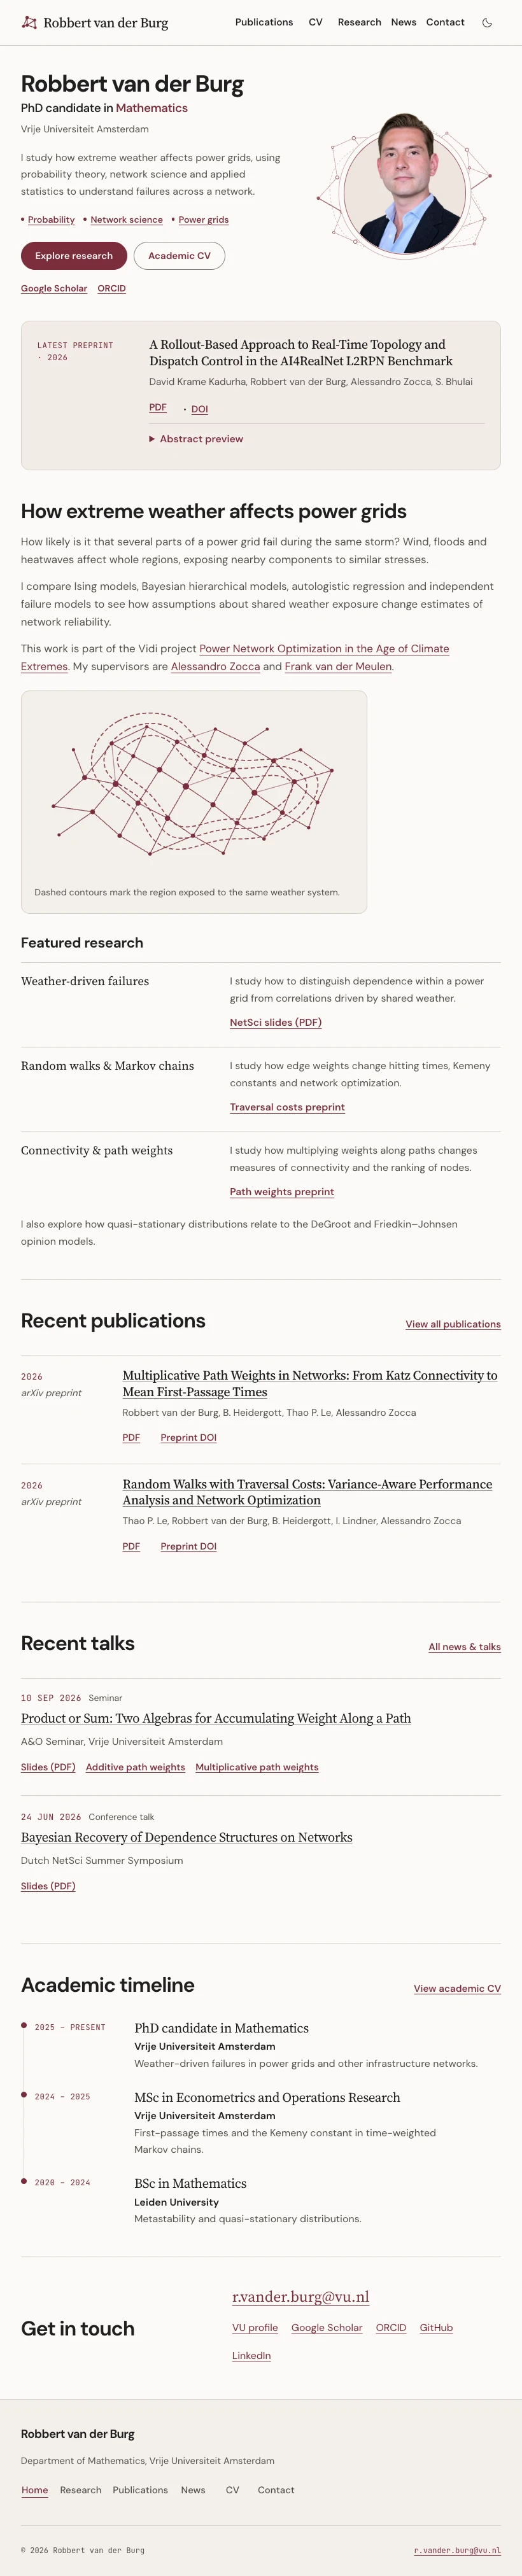 Robbert van der Burg
Publications CV Research News Contact
Robbert van der Burg
PhD candidate in Mathematics
Vrije Universiteit Amsterdam
I study how extreme weather affects power grids, using
probability theory, network science and applied
statistics to understand failures across a network.
Probability Network science Power grids
Explore research Academic CV
Google Scholar ORCID
LATEST PREPRINT
· 2026
A Rollout-Based Approach to Real-Time Topology and
Dispatch Control in the AI4RealNet L2RPN Benchmark
David Krame Kadurha, Robbert van der Burg, Alessandro Zocca, S. Bhulai
PDF · DOI
Abstract preview
How extreme weather affects power grids
How likely is it that several parts of a power grid fail during the same storm? Wind, floods and
heatwaves affect whole regions, exposing nearby components to similar stresses.
I compare Ising models, Bayesian hierarchical models, autologistic regression and independent
failure models to see how assumptions about shared weather exposure change estimates of
network reliability.
This work is part of the Vidi project Power Network Optimization in the Age of Climate
Extremes. My supervisors are Alessandro Zocca and Frank van der Meulen.
Dashed contours mark the region exposed to the same weather system.
Featured research
Weather-driven failures
I study how to distinguish dependence within a power
grid from correlations driven by shared weather.
NetSci slides (PDF)
Random walks & Markov chains
I study how edge weights change hitting times, Kemeny
constants and network optimization.
Traversal costs preprint
Connectivity & path weights
I study how multiplying weights along paths changes
measures of connectivity and the ranking of nodes.
Path weights preprint
I also explore how quasi-stationary distributions relate to the DeGroot and Friedkin–Johnsen
opinion models.
Recent publications
View all publications
2026
arXiv preprint
Multiplicative Path Weights in Networks: From Katz Connectivity to
Mean First-Passage Times
Robbert van der Burg, B. Heidergott, Thao P. Le, Alessandro Zocca
PDF Preprint DOI
2026
arXiv preprint
Random Walks with Traversal Costs: Variance-Aware Performance
Analysis and Network Optimization
Thao P. Le, Robbert van der Burg, B. Heidergott, I. Lindner, Alessandro Zocca
PDF Preprint DOI
Recent talks
All news & talks
10 SEP 2026 Seminar
Product or Sum: Two Algebras for Accumulating Weight Along a Path
A&O Seminar, Vrije Universiteit Amsterdam
Slides (PDF) Additive path weights Multiplicative path weights
24 JUN 2026 Conference talk
Bayesian Recovery of Dependence Structures on Networks
Dutch NetSci Summer Symposium
Slides (PDF)
Academic timeline
View academic CV
2025 – PRESENT
PhD candidate in Mathematics
Vrije Universiteit Amsterdam
Weather-driven failures in power grids and other infrastructure networks.
2024 – 2025
MSc in Econometrics and Operations Research
Vrije Universiteit Amsterdam
First-passage times and the Kemeny constant in time-weighted
Markov chains.
2020 – 2024
BSc in Mathematics
Leiden University
Metastability and quasi-stationary distributions.
Get in touch
r.vander.burg@vu.nl
VU profile Google Scholar ORCID GitHub
LinkedIn
Robbert van der Burg
Department of Mathematics, Vrije Universiteit Amsterdam
Home Research Publications News CV Contact
© 2026 Robbert van der Burg
r.vander.burg@vu.nl